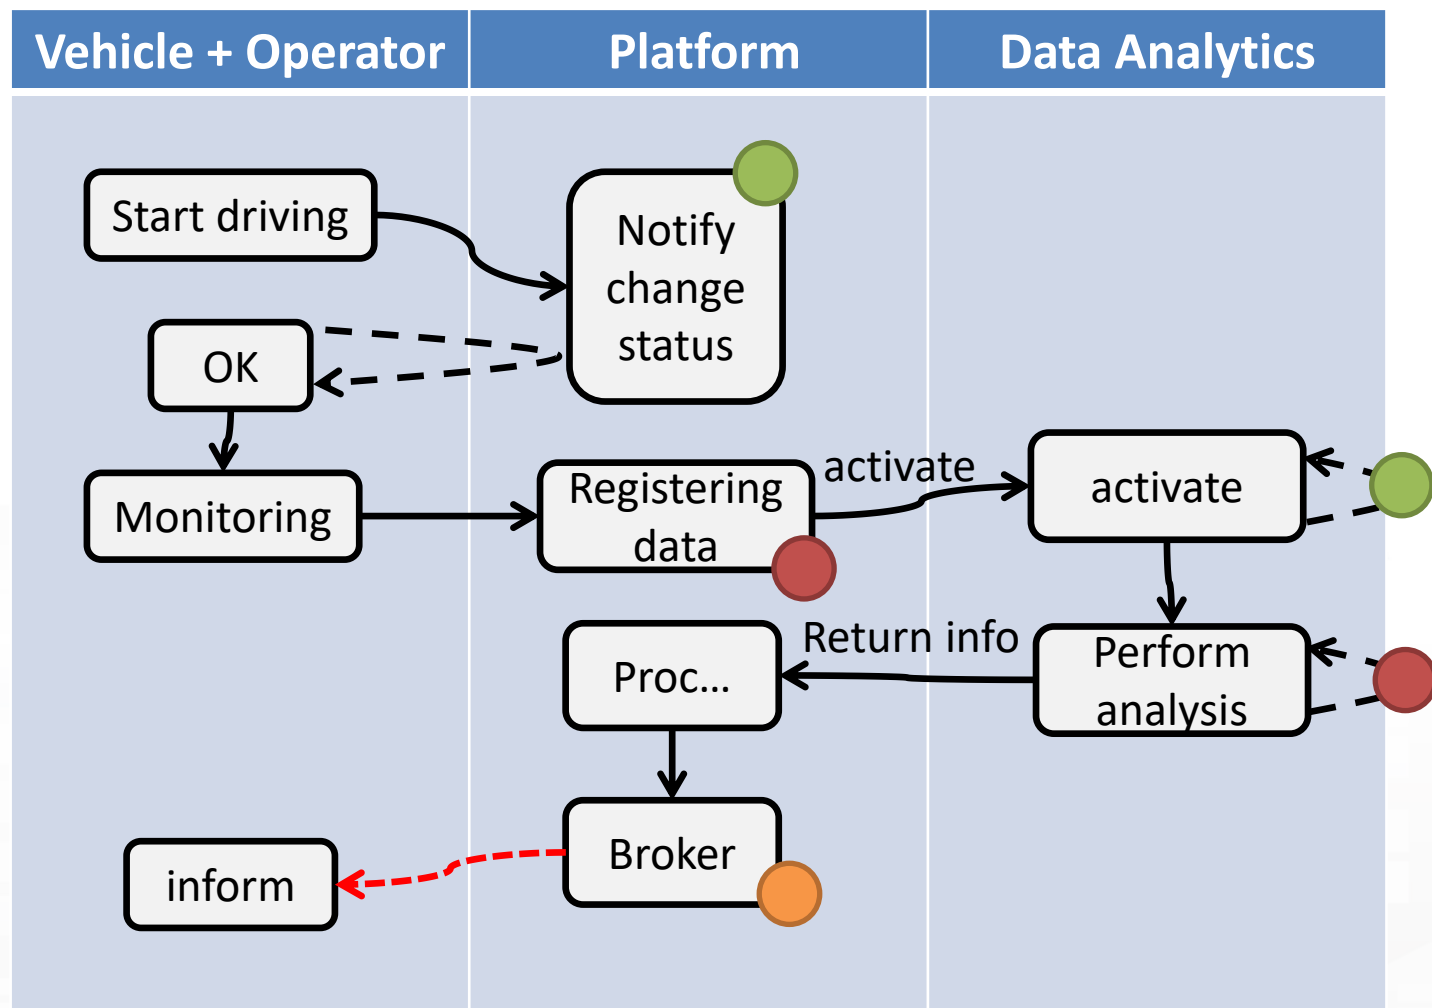 Vehicle + Operator
Platform
Data Analytics
Start driving
Notify
change
status
OK
Monitoring
Registering
data
activate
activate
Return info
Proc...
Perform
analysis
Broker
inform